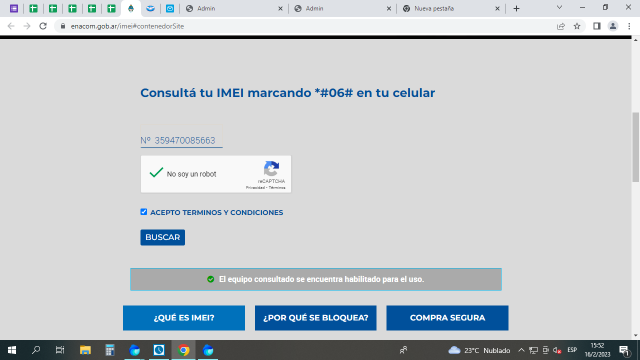 Admin
Admin
Nueva pestaña
enacom.gob.ar/imei#contenedorSite
Consultá tu IMEI marcando *#06# en tu celular
Nº 359470085663
No soy un robot
reCAPTCHA
Privacidad - Términos
ACEPTO TERMINOS Y CONDICIONES
BUSCAR
El equipo consultado se encuentra habilitado para el uso.
¿QUÉ ES IMEI?
¿POR QUÉ SE BLOQUEA?
COMPRA SEGURA
23°C Nublado
ESP
15:52
16/2/2023